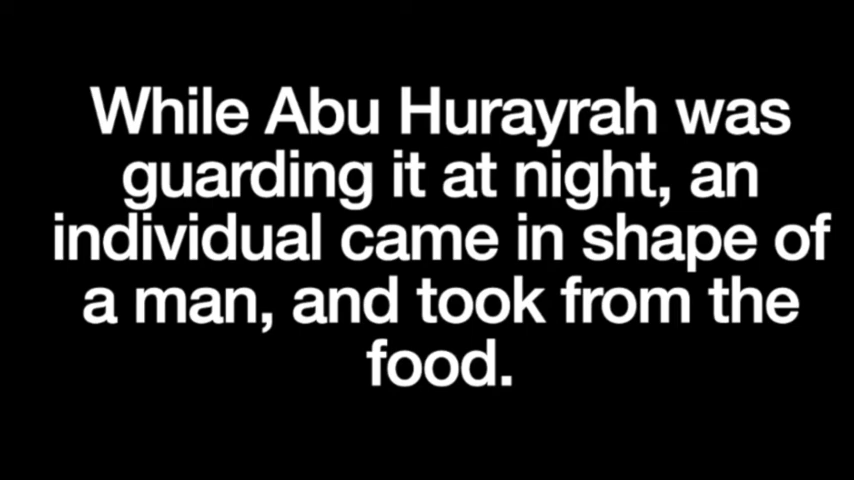 While Abu Hurayrah was
guarding it at night, an
individual came in shape of
a man, and took from the
food.